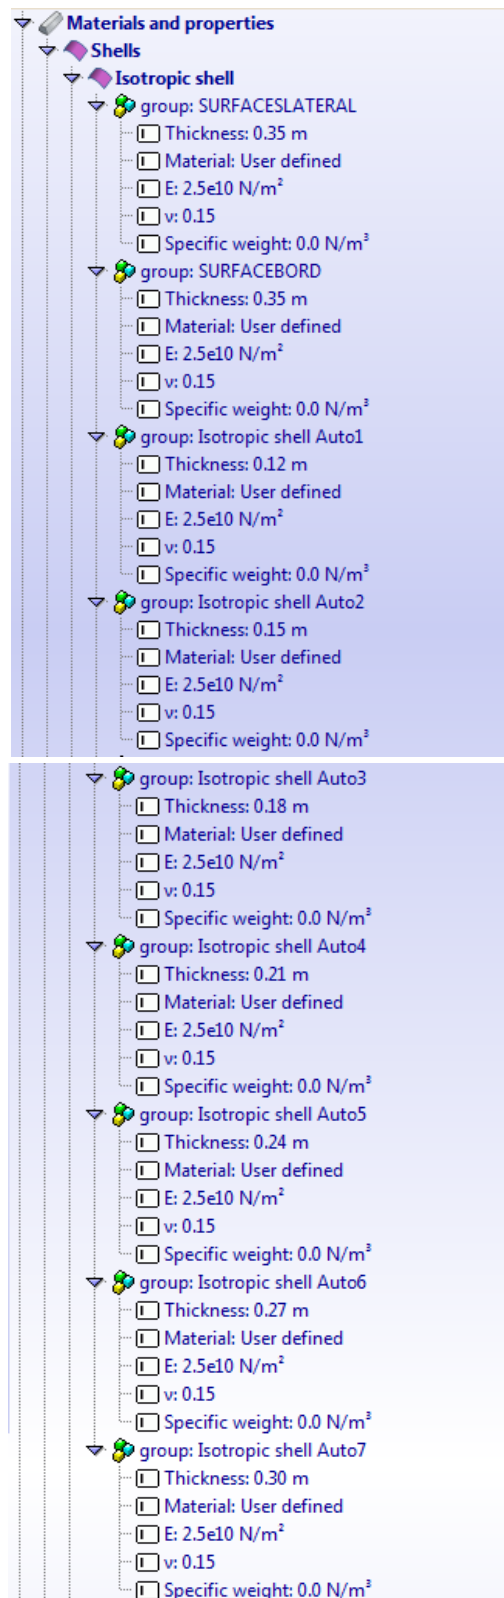 Materials and properties
Shells
Isotropic shell
group: SURFACESLATERAL
Thickness: 0.35 m
Material: User defined
E: 2.5e10 N/m²
ν: 0.15
Specific weight: 0.0 N/m³
group: SURFACEBORD
Thickness: 0.35 m
Material: User defined
E: 2.5e10 N/m²
ν: 0.15
Specific weight: 0.0 N/m³
group: Isotropic shell Auto1
Thickness: 0.12 m
Material: User defined
E: 2.5e10 N/m²
ν: 0.15
Specific weight: 0.0 N/m³
group: Isotropic shell Auto2
Thickness: 0.15 m
Material: User defined
E: 2.5e10 N/m²
ν: 0.15
Specific weight: 0.0 N/m³
group: Isotropic shell Auto3
Thickness: 0.18 m
Material: User defined
E: 2.5e10 N/m²
ν: 0.15
Specific weight: 0.0 N/m³
group: Isotropic shell Auto4
Thickness: 0.21 m
Material: User defined
E: 2.5e10 N/m²
ν: 0.15
Specific weight: 0.0 N/m³
group: Isotropic shell Auto5
Thickness: 0.24 m
Material: User defined
E: 2.5e10 N/m²
ν: 0.15
Specific weight: 0.0 N/m³
group: Isotropic shell Auto6
Thickness: 0.27 m
Material: User defined
E: 2.5e10 N/m²
ν: 0.15
Specific weight: 0.0 N/m³
group: Isotropic shell Auto7
Thickness: 0.30 m
Material: User defined
E: 2.5e10 N/m²
ν: 0.15
Specific weight: 0.0 N/m³